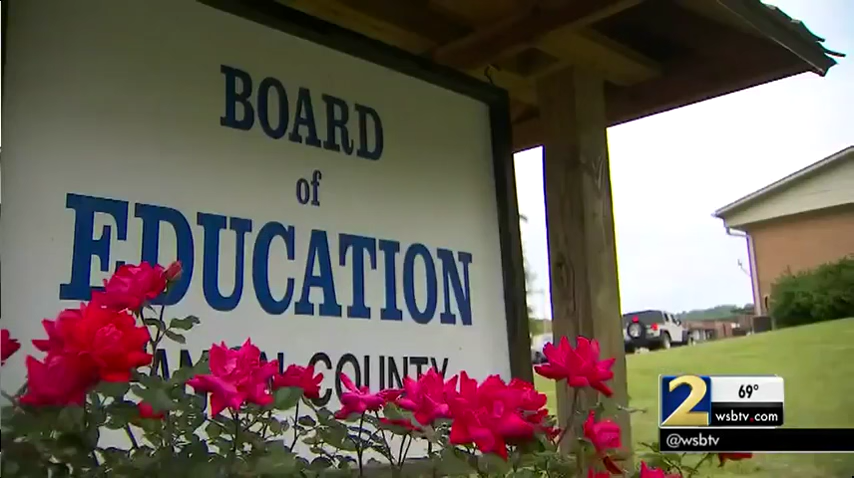 BOARD
of
EDUCATION
COUNTY
2
69°
wsbtv.com
@wsbtv